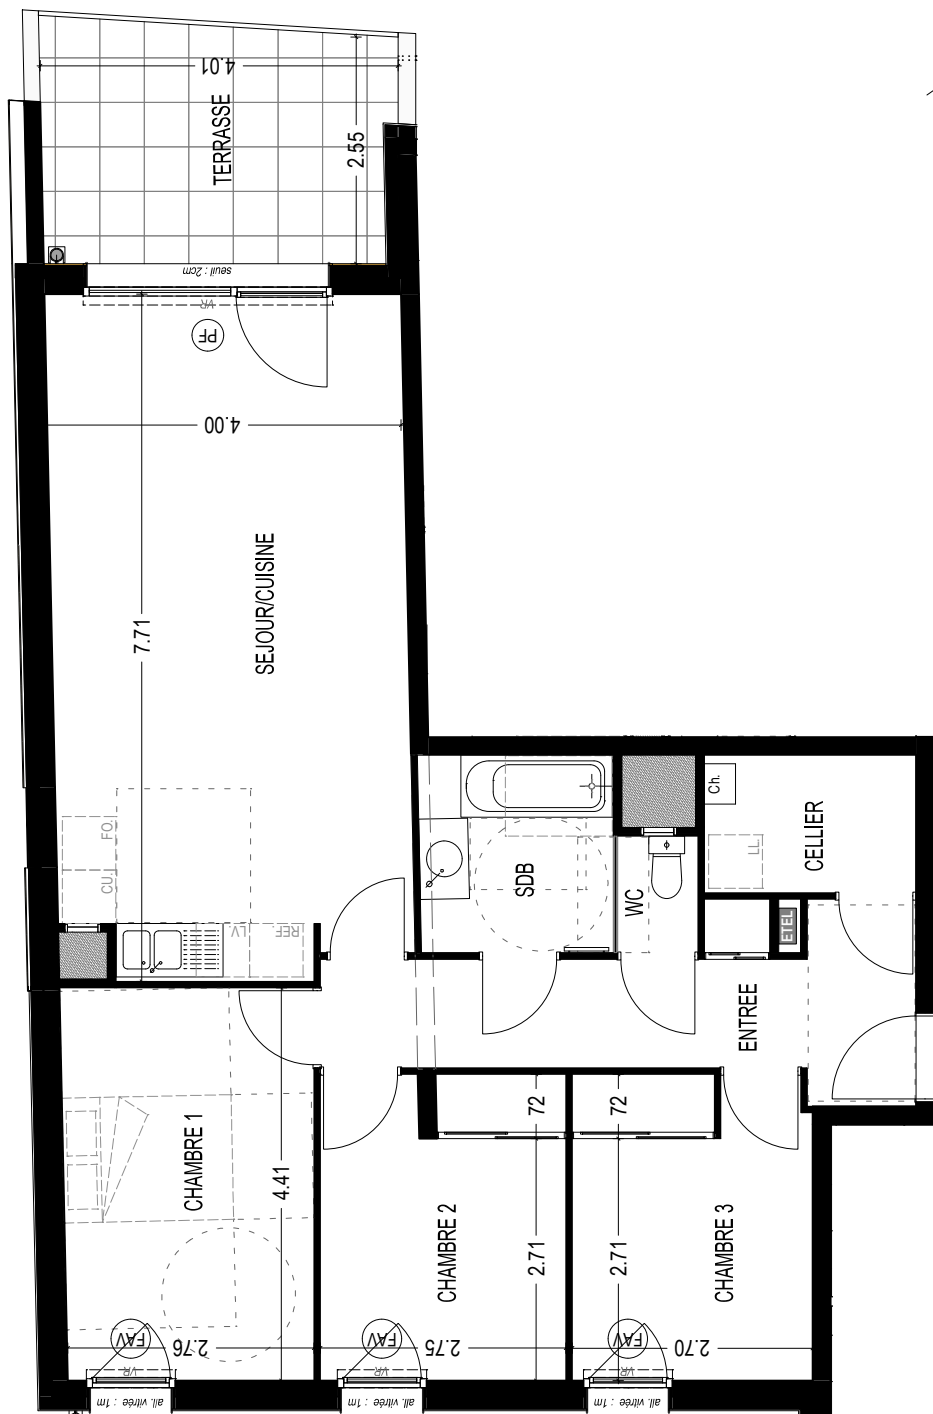 4.01
TERRASSE
2.55
seuil : 2cm
VR
PF
4.00
SEJOUR/CUISINE
7.71
FO.
CU.
LV
REF.
SDB
WC
Ch.
LL.
CELLIER
ETEL
ENTREE
CHAMBRE 1
4.41
72
72
CHAMBRE 2
2.71
2.71
CHAMBRE 3
FAV
2.76
FAV
2.75
FAV
2.70
VR
VR
VR
all. vitrée : 1m
all. vitrée : 1m
all. vitrée : 1m